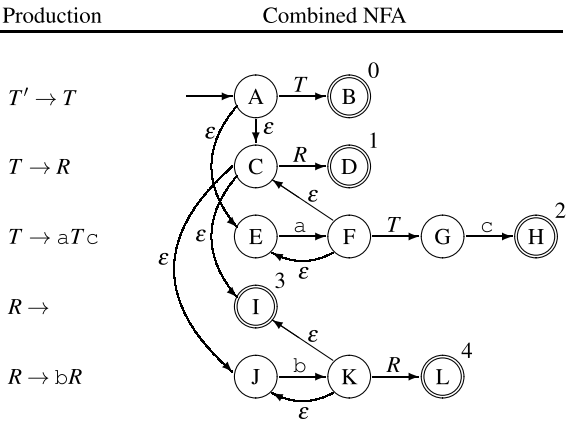 Production Combined NFA
T′ → T A T B 0
ε ε
T → R C R D 1
ε
T → aTc E a F T G c H 2
ε ε ε
R → I 3
ε
R → bR J b K R L 4
ε